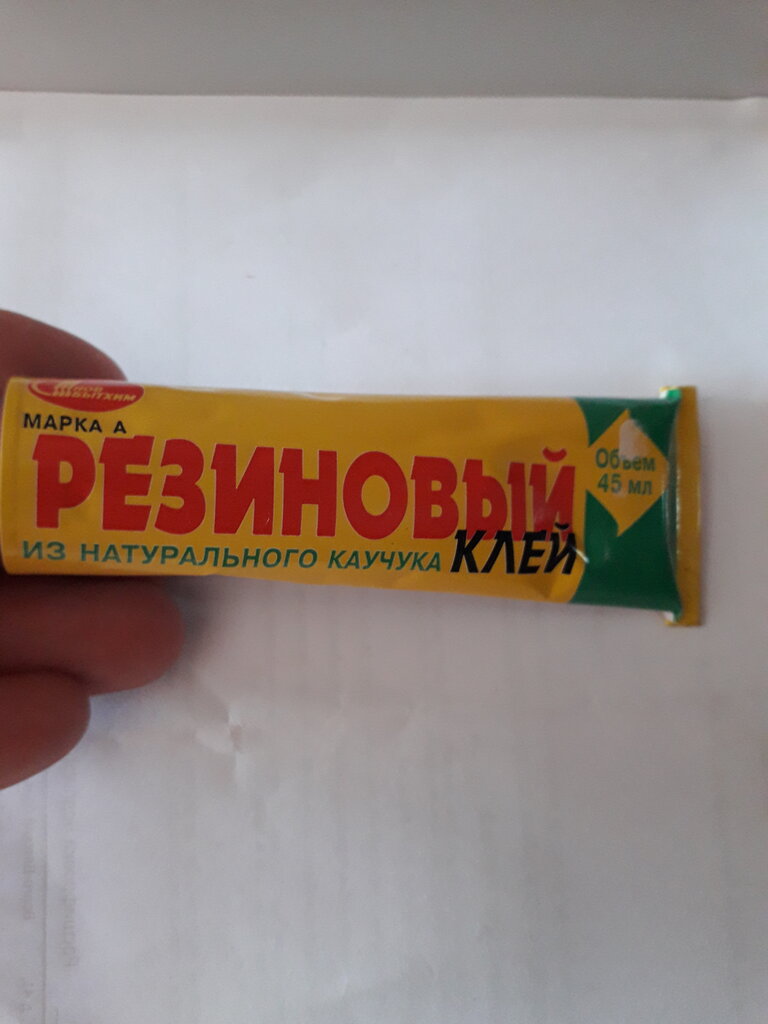 МАРКА А
РЕЗИНОВЫЙ
ИЗ НАТУРАЛЬНОГО КАУЧУКА КЛЕЙ
Объем
45 мл